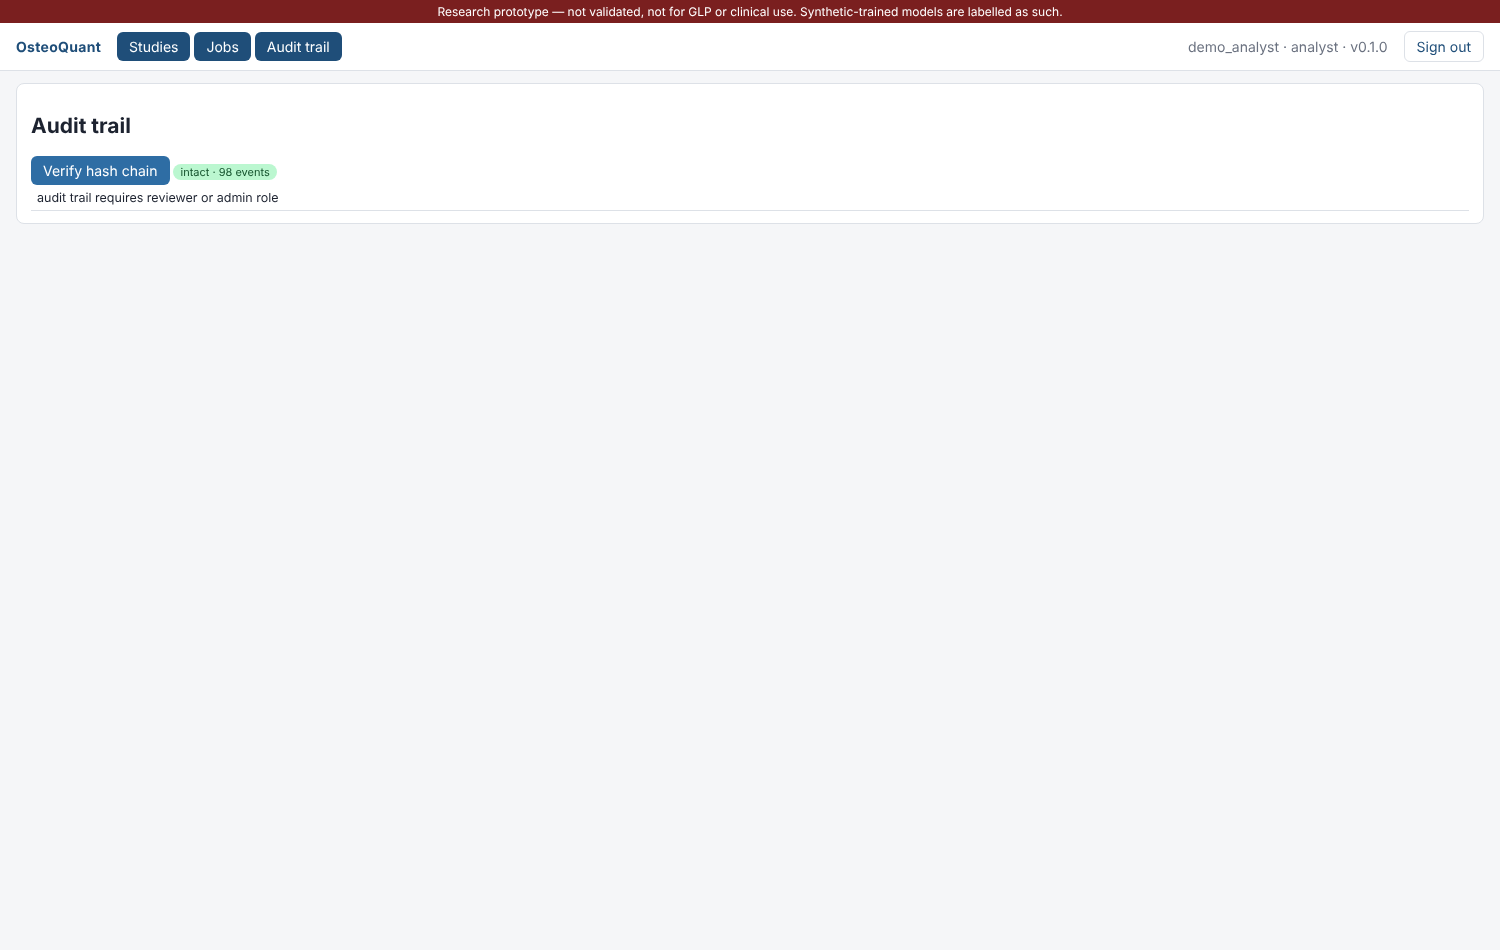 Research prototype — not validated, not for GLP or clinical use. Synthetic-trained models are labelled as such.
OsteoQuant Studies Jobs Audit trail demo_analyst · analyst · v0.1.0 Sign out
Audit trail
Verify hash chain intact · 98 events
audit trail requires reviewer or admin role